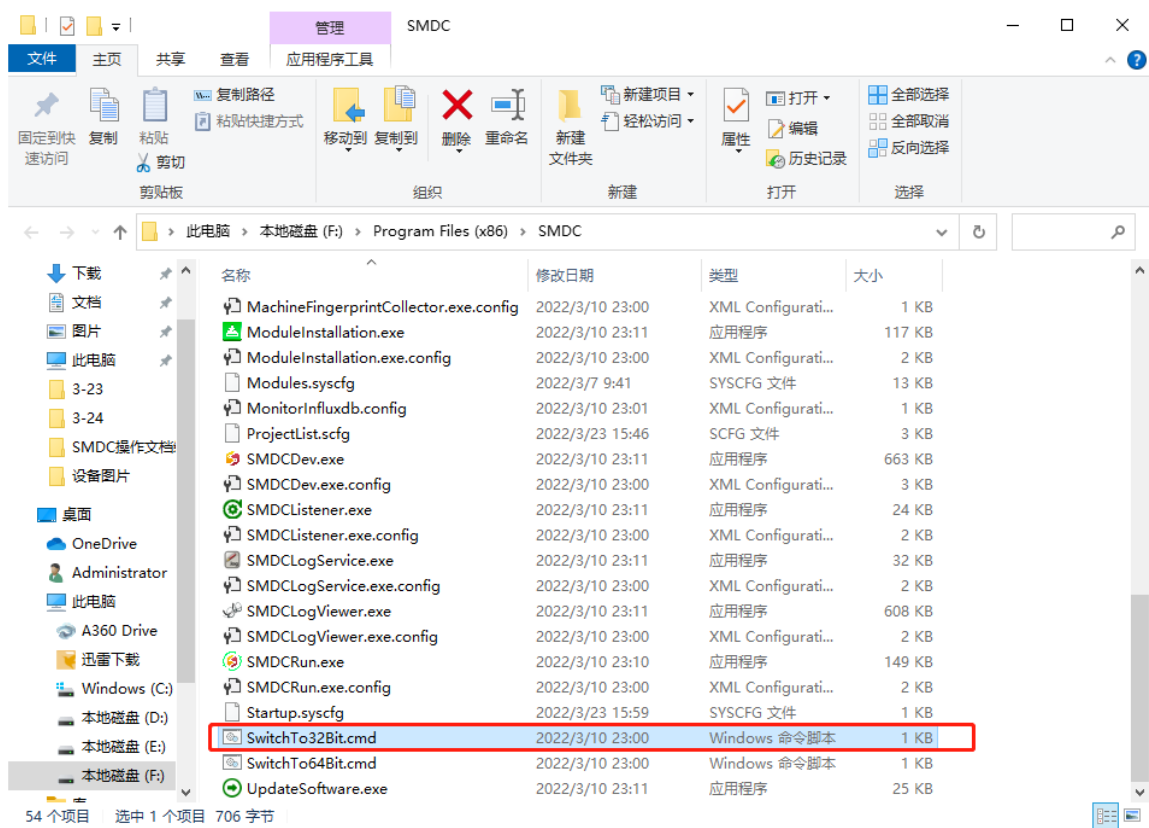 管理 SMDC
文件 主页 共享 查看 应用程序工具
固定到快速访问 复制 粘贴 复制路径 粘贴快捷方式 剪切
移动到 复制到 删除 重命名
新建文件夹 新建项目 轻松访问
属性 打开 编辑 历史记录
全部选择 全部取消 反向选择
剪贴板 组织 新建 打开 选择
此电脑 › 本地磁盘 (F:) › Program Files (x86) › SMDC
下载
文档
图片
此电脑
3-23
3-24
SMDC操作文档
设备图片
桌面
OneDrive
Administrator
此电脑
A360 Drive
迅雷下载
Windows (C:)
本地磁盘 (D:)
本地磁盘 (E:)
本地磁盘 (F:)
名称 修改日期 类型 大小
MachineFingerprintCollector.exe.config 2022/3/10 23:00 XML Configurati... 1 KB
ModuleInstallation.exe 2022/3/10 23:11 应用程序 117 KB
ModuleInstallation.exe.config 2022/3/10 23:00 XML Configurati... 2 KB
Modules.syscfg 2022/3/7 9:41 SYSCFG 文件 13 KB
MonitorInfluxdb.config 2022/3/10 23:01 XML Configurati... 1 KB
ProjectList.scfg 2022/3/23 15:46 SCFG 文件 3 KB
SMDCDev.exe 2022/3/10 23:11 应用程序 663 KB
SMDCDev.exe.config 2022/3/10 23:00 XML Configurati... 3 KB
SMDCListener.exe 2022/3/10 23:11 应用程序 24 KB
SMDCListener.exe.config 2022/3/10 23:00 XML Configurati... 2 KB
SMDCLogService.exe 2022/3/10 23:11 应用程序 32 KB
SMDCLogService.exe.config 2022/3/10 23:00 XML Configurati... 2 KB
SMDCLogViewer.exe 2022/3/10 23:11 应用程序 608 KB
SMDCLogViewer.exe.config 2022/3/10 23:00 XML Configurati... 2 KB
SMDCRun.exe 2022/3/10 23:10 应用程序 149 KB
SMDCRun.exe.config 2022/3/10 23:00 XML Configurati... 2 KB
Startup.syscfg 2022/3/23 15:59 SYSCFG 文件 1 KB
SwitchTo32Bit.cmd 2022/3/10 23:00 Windows 命令脚本 1 KB
SwitchTo64Bit.cmd 2022/3/10 23:00 Windows 命令脚本 1 KB
UpdateSoftware.exe 2022/3/10 23:11 应用程序 25 KB
54 个项目 选中 1 个项目 706 字节